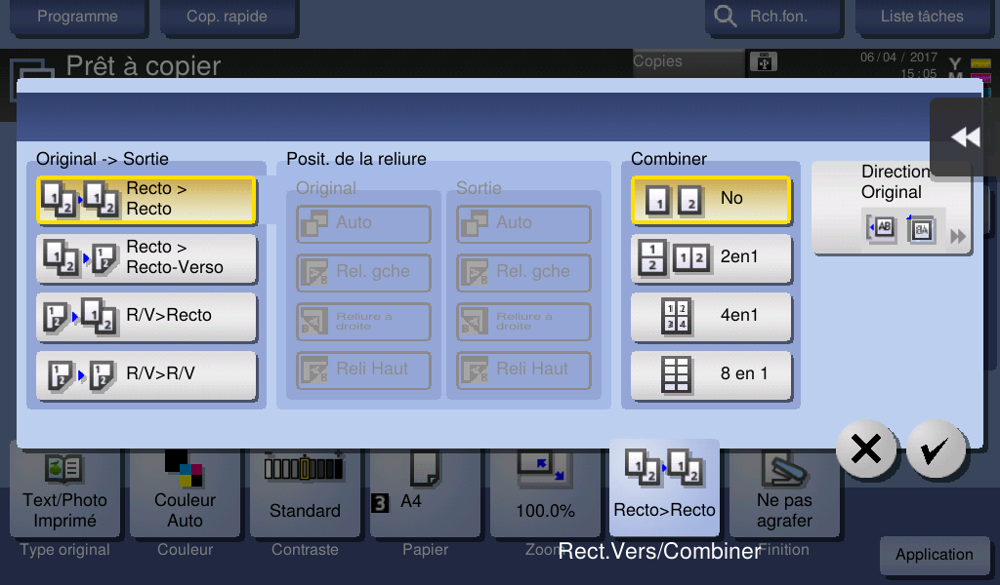 Programme
Cop. rapide
Rch.fon.
Liste tâches
Prêt à copier
Copies
06/04/2017
15:05
Y
M
Original -> Sortie
Recto >
Recto
Recto >
Recto-Verso
R/V>Recto
R/V>R/V
Posit. de la reliure
Original
Auto
Rel. gche
Reliure à
droite
Reli Haut
Sortie
Auto
Rel. gche
Reliure à
droite
Reli Haut
Combiner
No
2en1
4en1
8 en 1
Direction
Original
Text/Photo
Imprimé
Type original
Couleur
Auto
Couleur
Standard
Contraste
3 A4
Papier
100.0%
Zoom
Recto>Recto
Rect.Vers/Combiner
Ne pas
agrafer
Finition
Application